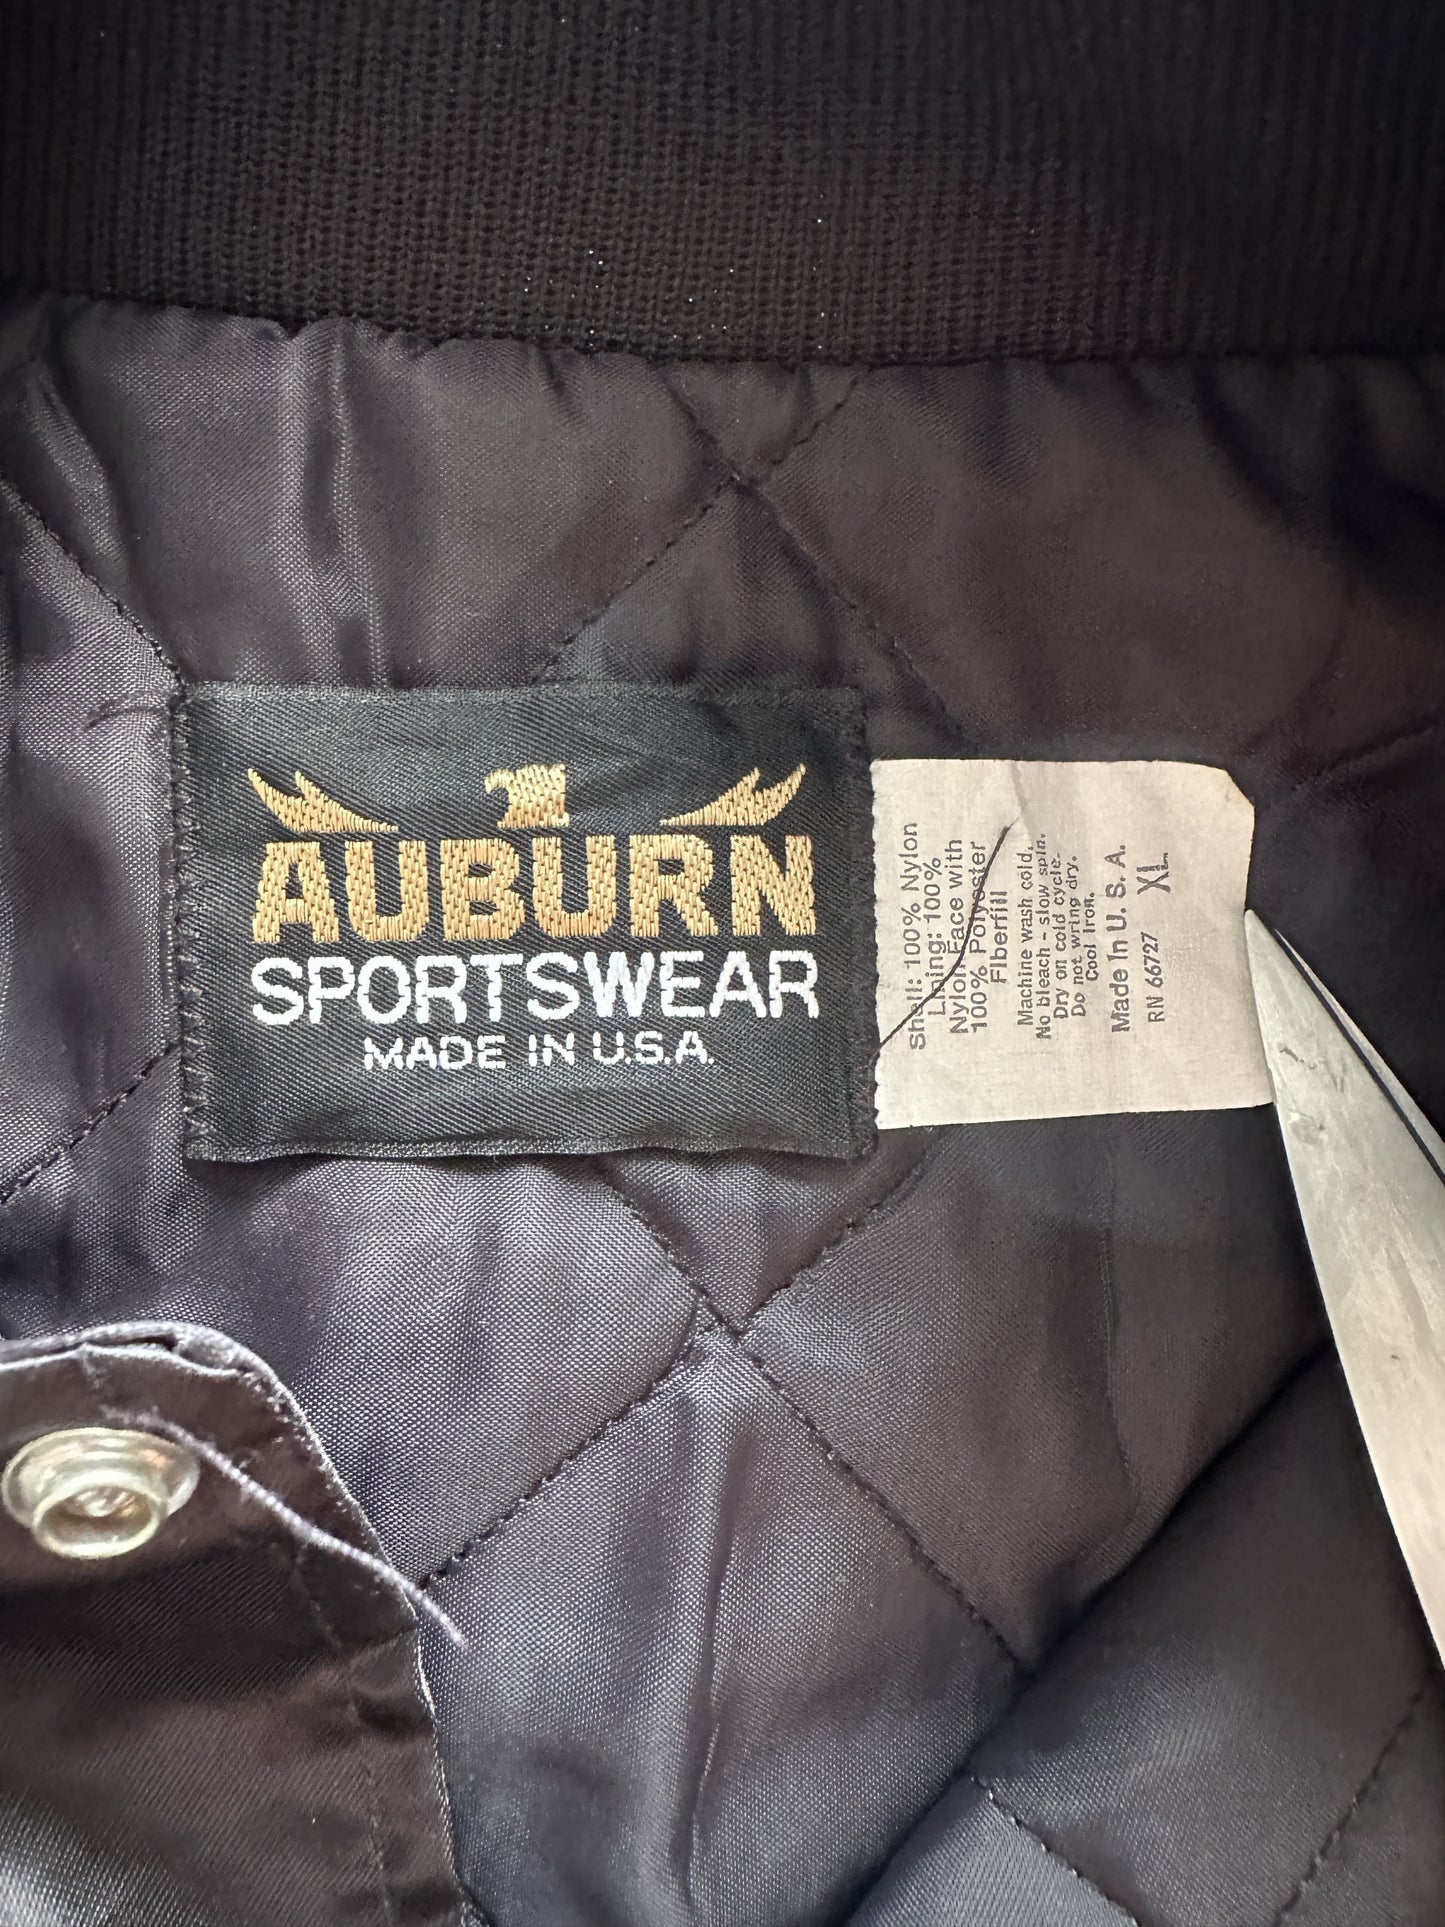 AUBURN
SPORTSWEAR
MADE IN U.S.A.
Shell: 100% Nylon
Lining: 100%
Nylon Face with
100% Polyester
Fiberfill
Machine wash cold.
No bleach - slow spin.
Dry on cold cycle.
Do not wring dry.
Cool Iron.
Made In U. S. A.
RN 66727 XL